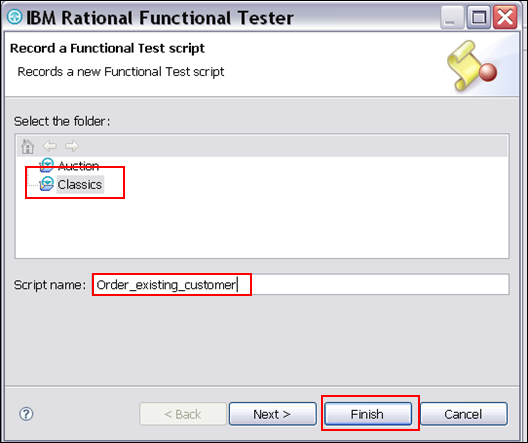 IBM Rational Functional Tester
Record a Functional Test script
Records a new Functional Test script
Select the folder:
Auction
Classics
Script name: Order_existing_customer
? < Back Next > Finish Cancel